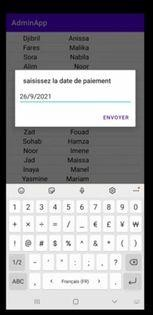 AdminApp
Djibril Anissa
Fares Malika
Sora Nabila
Alim Noor
saisissez la date de paiement
26/9/2021
ENVOYER
Zad Fouad
Sohab Hamza
Noor Imene
Jad Maissa
Inaya Manel
Yasmine Mariam
1 2 3 4 5 6 7 8 9 0
+ × ÷ = / _ € £ ¥ ₩
! @ # $ % ^ & * ( )
1/2 - ' " : ; , ?
ABC , Français (FR) .